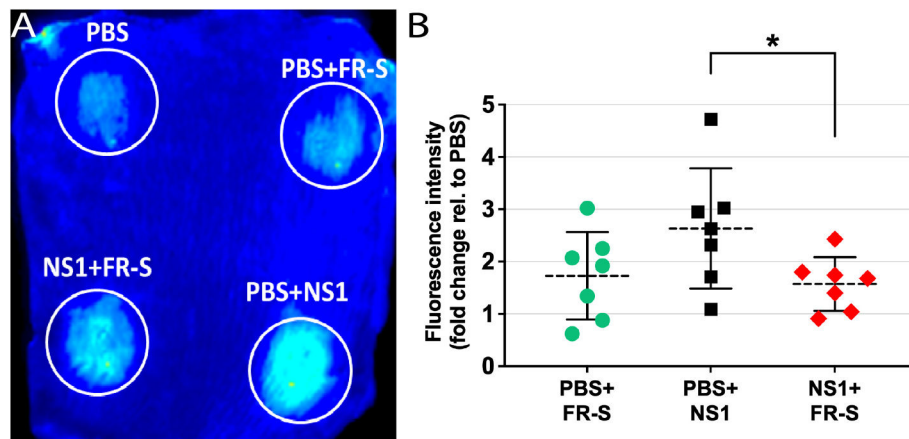 A
PBS
PBS+FR-S
NS1+FR-S
PBS+NS1
B
*
Fluorescence intensity
(fold change rel. to PBS)
5
4
3
2
1
0
PBS+
FR-S
PBS+
NS1
NS1+
FR-S